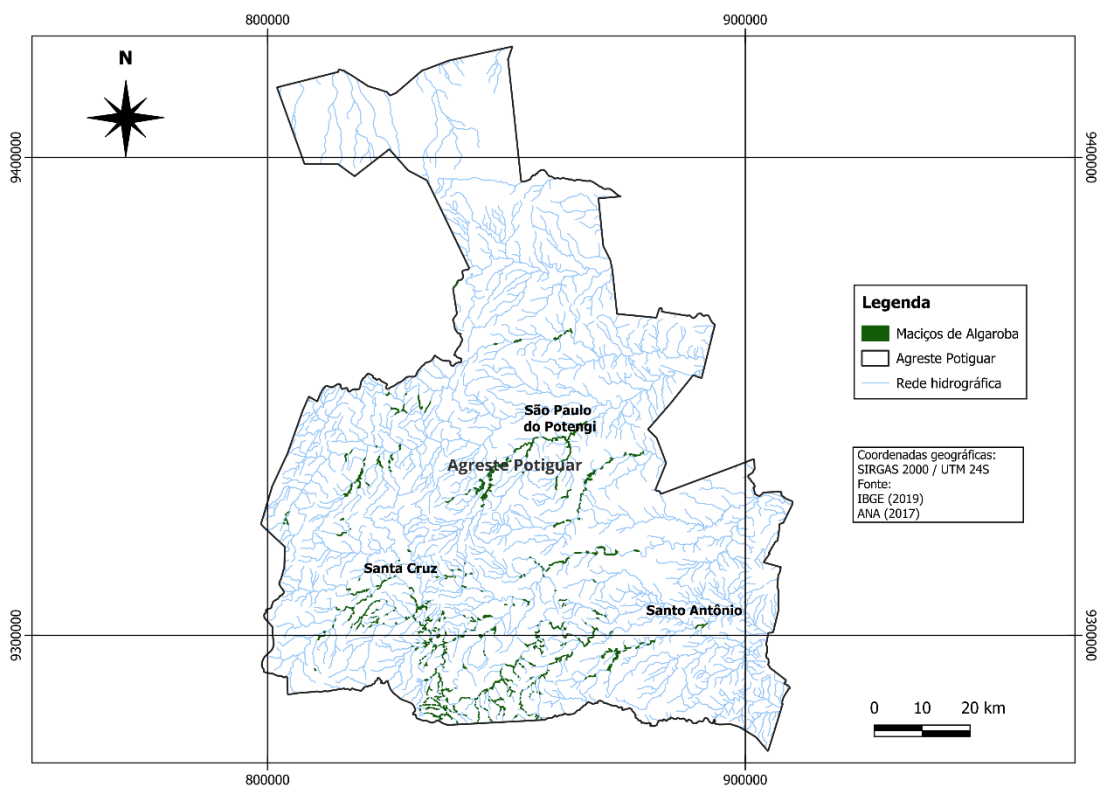 800000
900000
N
9400000
9400000
Legenda
Maciços de Algaroba
Agreste Potiguar
Rede hidrográfica
São Paulo
do Potengi
Agreste Potiguar
Coordenadas geográficas:
SIRGAS 2000 / UTM 24S
Fonte:
IBGE (2019)
ANA (2017)
Santa Cruz
Santo Antônio
9300000
9300000
0 10 20 km
800000
900000